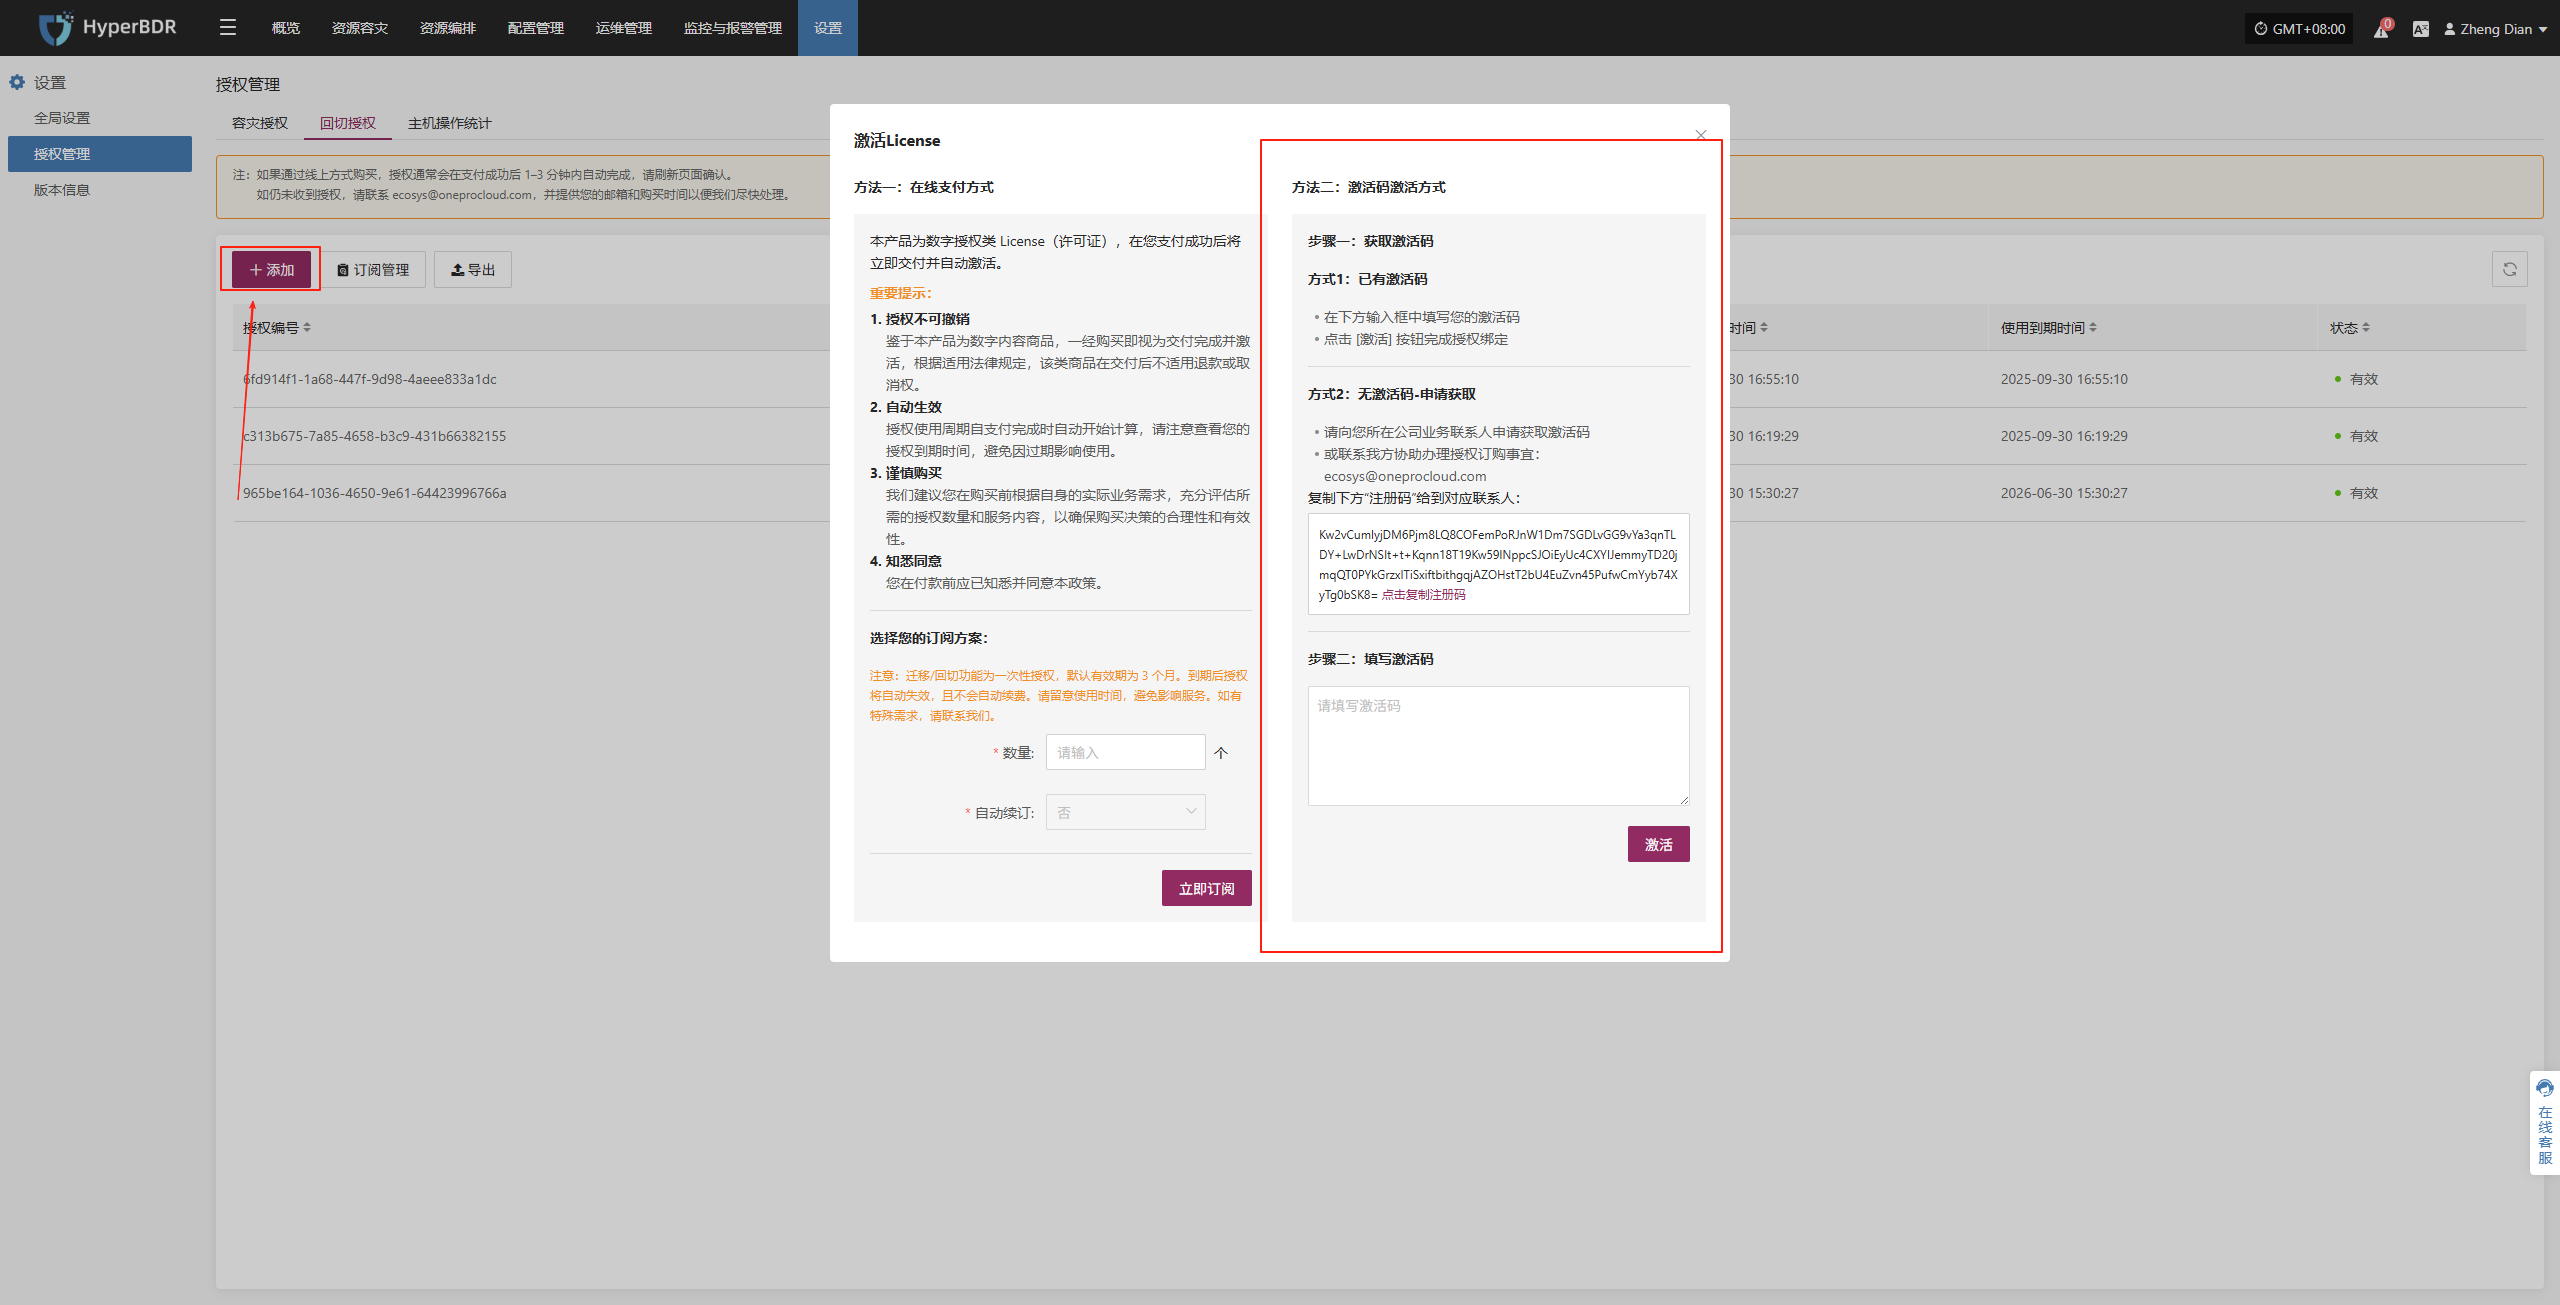 HyperBDR
概览
资源容灾
资源编排
配置管理
运维管理
监控与报警管理
设置
GMT+08:00
0
Zheng Dian
设置
全局设置
授权管理
版本信息
授权管理
容灾授权
回切授权
主机操作统计
注：如果通过线上方式购买，授权通常会在支付成功后 1–3 分钟内自动完成，请刷新页面确认。
如仍未收到授权，请联系 ecosys@oneprocloud.com，并提供您的邮箱和购买时间以便我们尽快处理。
添加
订阅管理
导出
授权编号
时间
使用到期时间
状态
6fd914f1-1a68-447f-9d98-4aeee833a1dc
30 16:55:10
2025-09-30 16:55:10
有效
c313b675-7a85-4658-b3c9-431b66382155
30 16:19:29
2025-09-30 16:19:29
有效
965be164-1036-4650-9e61-64423996766a
30 15:30:27
2026-06-30 15:30:27
有效
激活License
方法一：在线支付方式
本产品为数字授权类 License（许可证），在您支付成功后将
立即交付并自动激活。
重要提示：
1. 授权不可撤销
鉴于本产品为数字内容商品，一经购买即视为交付完成并激
活，根据适用法律规定，该类商品在交付后不适用退款或取
消权。
2. 自动生效
授权使用周期自支付完成时自动开始计算，请注意查看您的
授权到期时间，避免因过期影响使用。
3. 谨慎购买
我们建议您在购买前根据自身的实际业务需求，充分评估所
需的授权数量和服务内容，以确保购买决策的合理性和有效
性。
4. 知悉同意
您在付款前应已知悉并同意本政策。
选择您的订阅方案：
注意：迁移/回切功能为一次性授权，默认有效期为 3 个月。到期后授权
将自动失效，且不会自动续费。请留意使用时间，避免影响服务。如有
特殊需求，请联系我们。
* 数量:
请输入
个
* 自动续订:
否
立即订阅
方法二：激活码激活方式
步骤一：获取激活码
方式1：已有激活码
• 在下方输入框中填写您的激活码
• 点击 [激活] 按钮完成授权绑定
方式2：无激活码-申请获取
• 请向您所在公司业务联系人申请获取激活码
• 或联系我方协助办理授权订购事宜：
ecosys@oneprocloud.com
复制下方“注册码”给到对应联系人：
Kw2vCumlyjDM6Pjm8LQ8COFemPoRJnW1Dm7SGDLvGG9vYa3qnTL
DY+LwDrNSIt+t+Kqnn18T19Kw59INppcSJOiEyUc4CXYIJemmyTD20j
mqQT0PYkGrzxlTiSxiftbithgqjAZOHstT2bU4EuZvn45PufwCmYyb74X
yTg0bSK8= 点击复制注册码
步骤二：填写激活码
请填写激活码
激活
在线客服